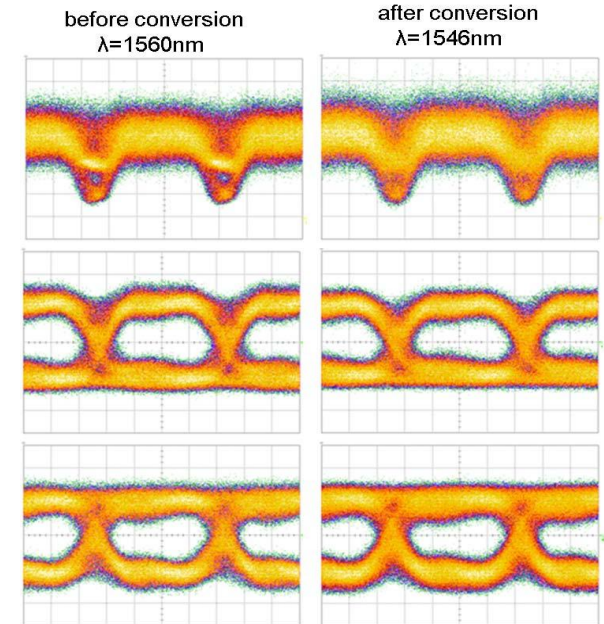 before conversion
λ=1560nm
after conversion
λ=1546nm